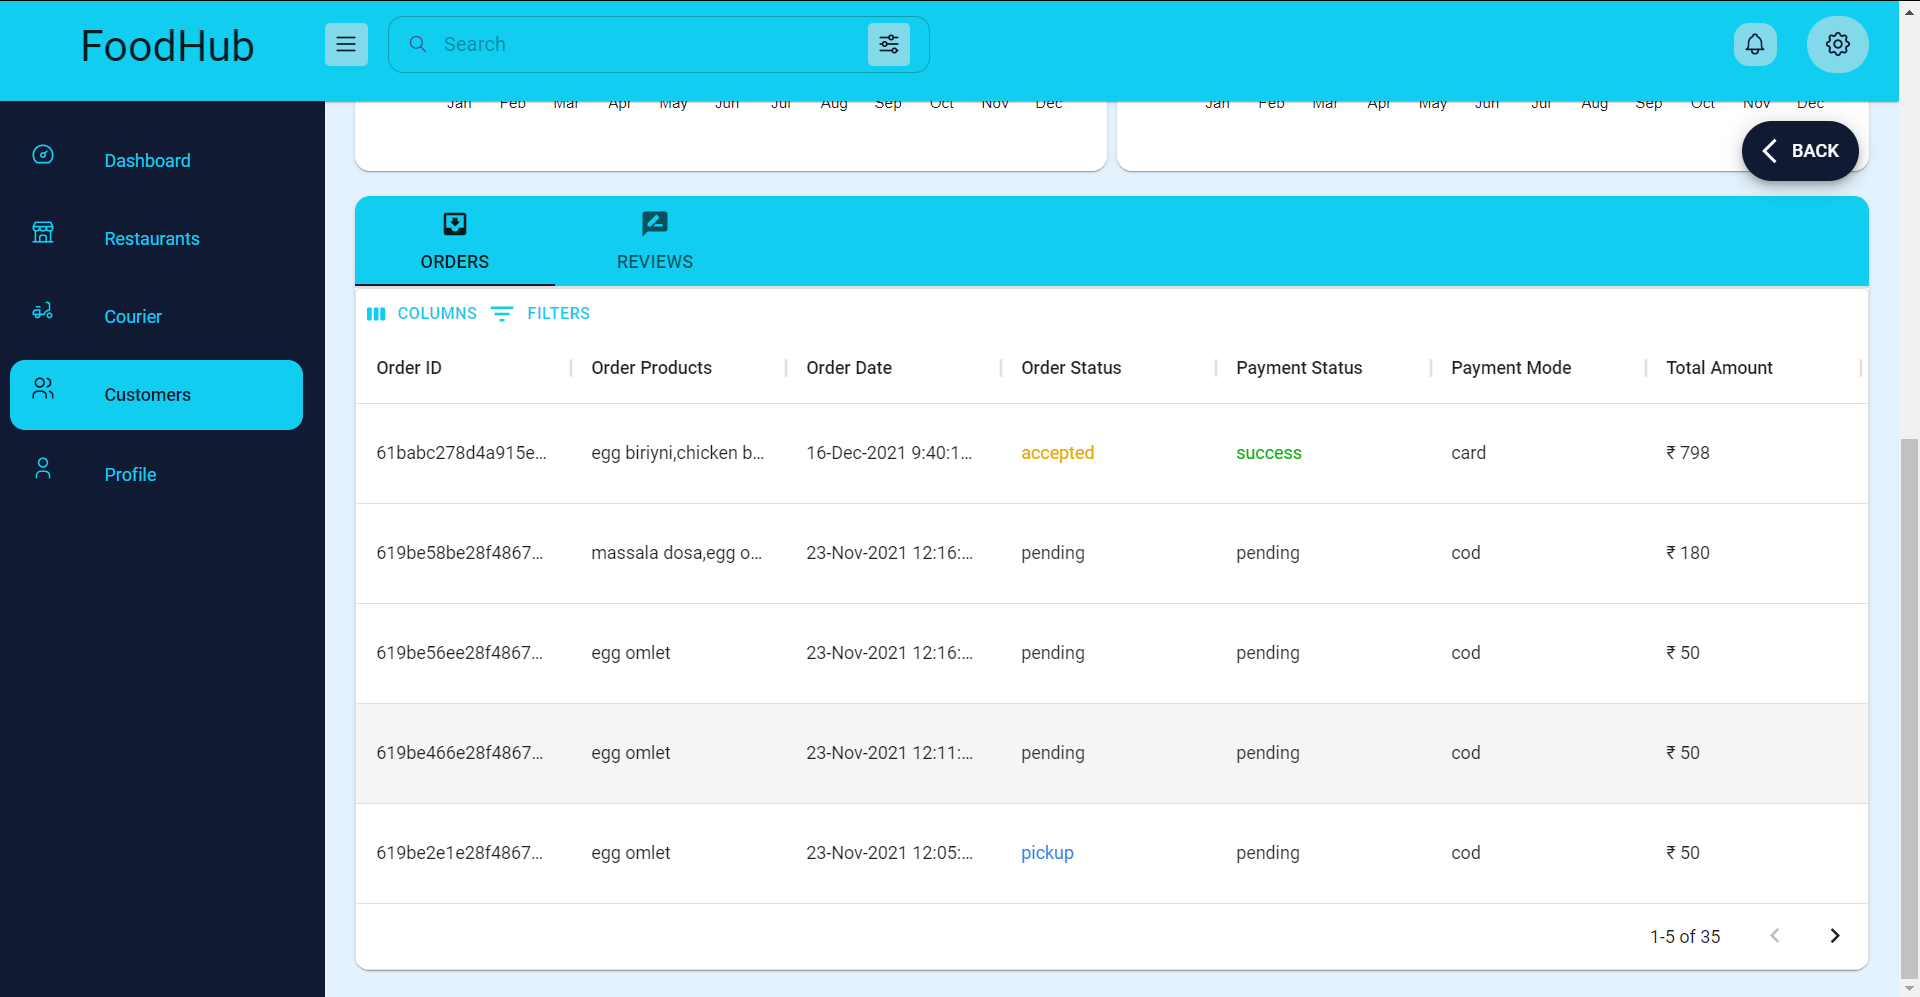 FoodHub
Search
Jan Feb Mar Apr May Jun Jul Aug Sep Oct Nov Dec
Jan Feb Mar Apr May Jun Jul Aug Sep Oct Nov Dec
BACK
Dashboard
Restaurants
Courier
Customers
Profile
ORDERS
REVIEWS
COLUMNS FILTERS
Order ID Order Products Order Date Order Status Payment Status Payment Mode Total Amount
61babc278d4a915e... egg biriyni,chicken b... 16-Dec-2021 9:40:1... accepted success card ₹ 798
619be58be28f4867... massala dosa,egg o... 23-Nov-2021 12:16:... pending pending cod ₹ 180
619be56ee28f4867... egg omlet 23-Nov-2021 12:16:... pending pending cod ₹ 50
619be466e28f4867... egg omlet 23-Nov-2021 12:11:... pending pending cod ₹ 50
619be2e1e28f4867... egg omlet 23-Nov-2021 12:05:... pickup pending cod ₹ 50
1-5 of 35